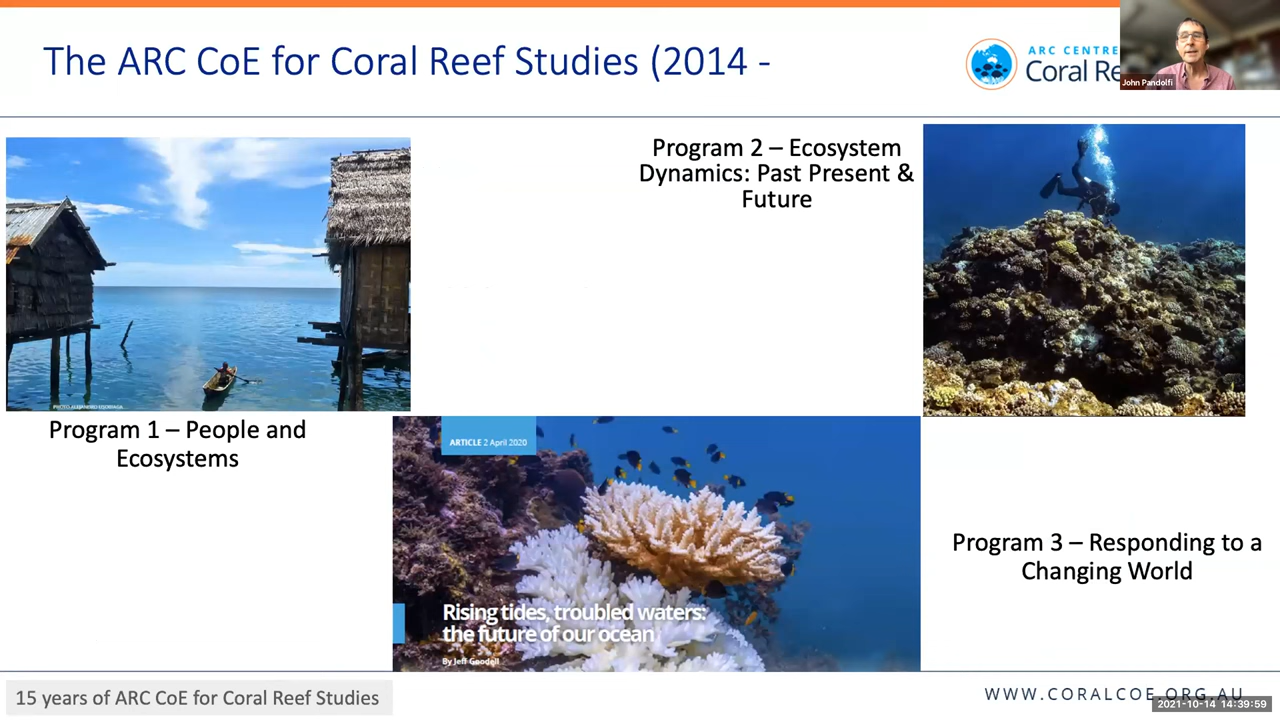 The ARC CoE for Coral Reef Studies (2014 -
ARC CENTRE
Coral Re
John Pandolfi
Program 2 – Ecosystem
Dynamics: Past Present &
Future
Program 1 – People and
Ecosystems
ARTICLE 2 April 2020
Rising tides, troubled waters:
the future of our ocean
By Jeff Goodell
Program 3 – Responding to a
Changing World
15 years of ARC CoE for Coral Reef Studies
WWW.CORALCOE.ORG.AU
2021-10-14 14:39:59